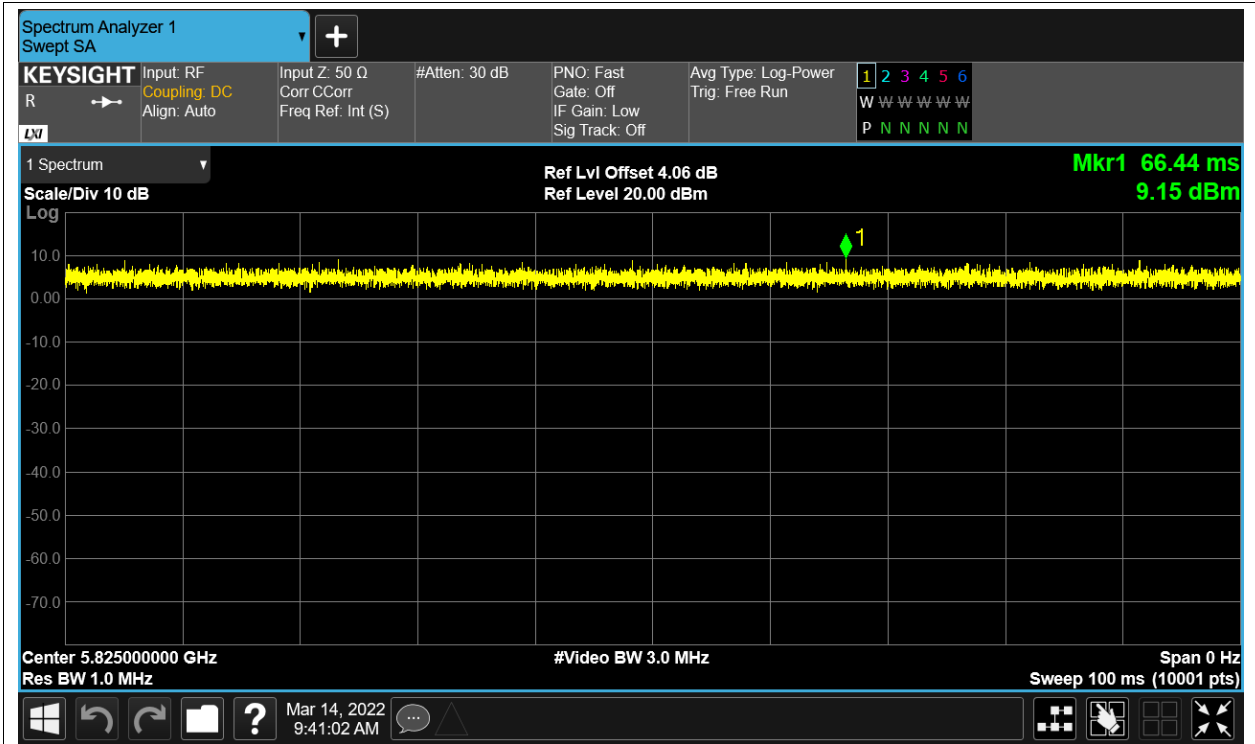 Spectrum Analyzer 1
Swept SA
KEYSIGHT
R
LXI
Input: RF
Coupling: DC
Align: Auto
Input Z: 50 Ω
Corr CCorr
Freq Ref: Int (S)
#Atten: 30 dB
PNO: Fast
Gate: Off
IF Gain: Low
Sig Track: Off
Avg Type: Log-Power
Trig: Free Run
1 2 3 4 5 6
W W W W W W
P N N N N N
1 Spectrum
Scale/Div 10 dB
Log
Ref Lvl Offset 4.06 dB
Ref Level 20.00 dBm
Mkr1 66.44 ms
9.15 dBm
1
10.0
0.00
-10.0
-20.0
-30.0
-40.0
-50.0
-60.0
-70.0
Center 5.825000000 GHz
Res BW 1.0 MHz
#Video BW 3.0 MHz
Span 0 Hz
Sweep 100 ms (10001 pts)
?
Mar 14, 2022
9:41:02 AM